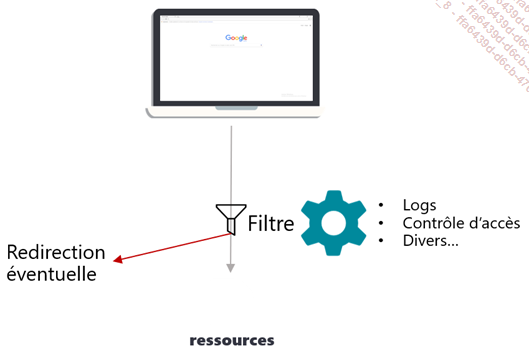 Google
Filtre
Logs
Contrôle d'accès
Divers...
Redirection
éventuelle
ressources